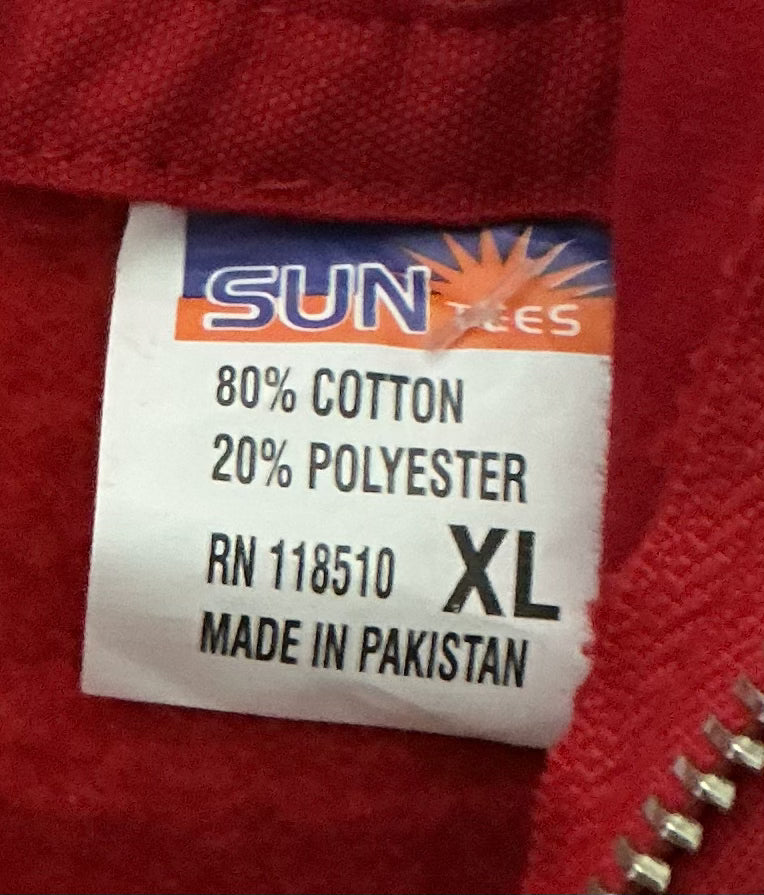 SUN TEES
80% COTTON
20% POLYESTER
RN 118510 XL
MADE IN PAKISTAN